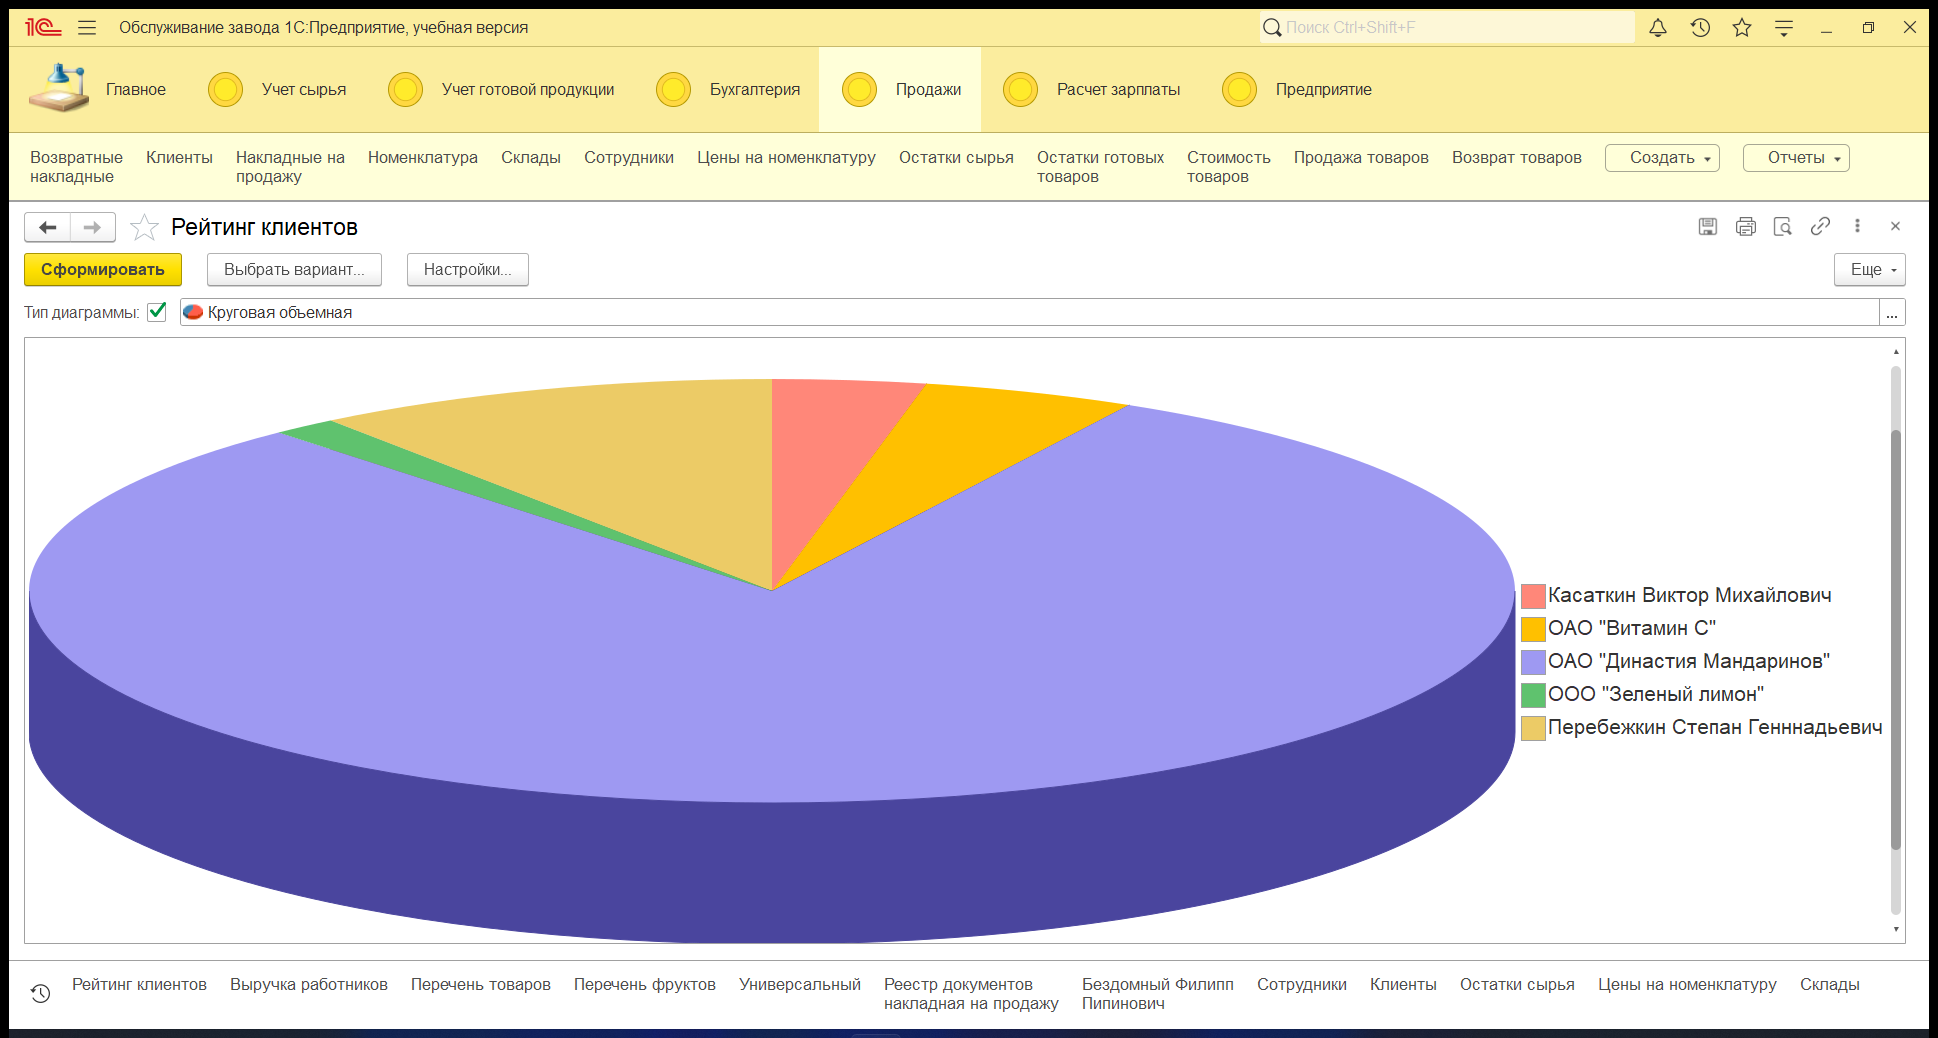 1С Обслуживание завода 1С:Предприятие, учебная версия Поиск Ctrl+Shift+F
Главное Учет сырья Учет готовой продукции Бухгалтерия Продажи Расчет зарплаты Предприятие
Возвратные накладные Клиенты Накладные на продажу Номенклатура Склады Сотрудники Цены на номенклатуру Остатки сырья Остатки готовых товаров Стоимость товаров Продажа товаров Возврат товаров Создать Отчеты
Рейтинг клиентов
Сформировать Выбрать вариант... Настройки... Еще
Тип диаграммы: Круговая объемная ...
Касаткин Виктор Михайлович
ОАО "Витамин С"
ОАО "Династия Мандаринов"
ООО "Зеленый лимон"
Перебежкин Степан Генннадьевич
Рейтинг клиентов Выручка работников Перечень товаров Перечень фруктов Универсальный Реестр документов накладная на продажу Бездомный Филипп Пипинович Сотрудники Клиенты Остатки сырья Цены на номенклатуру Склады